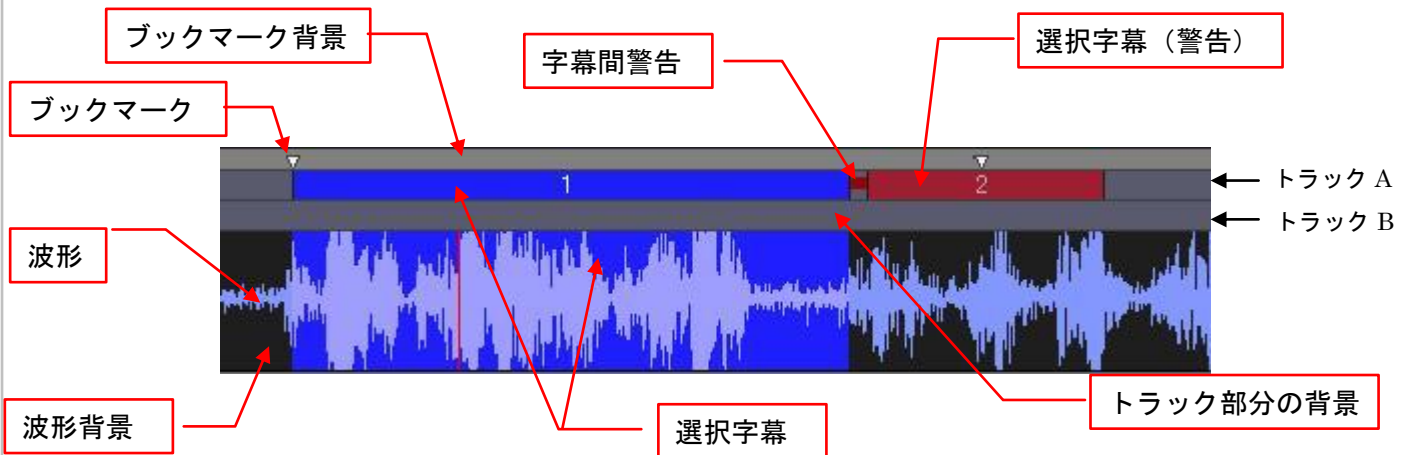 ブックマーク背景
字幕間警告
選択字幕（警告）
ブックマーク
1
2
トラック A
トラック B
波形
波形背景
選択字幕
トラック部分の背景